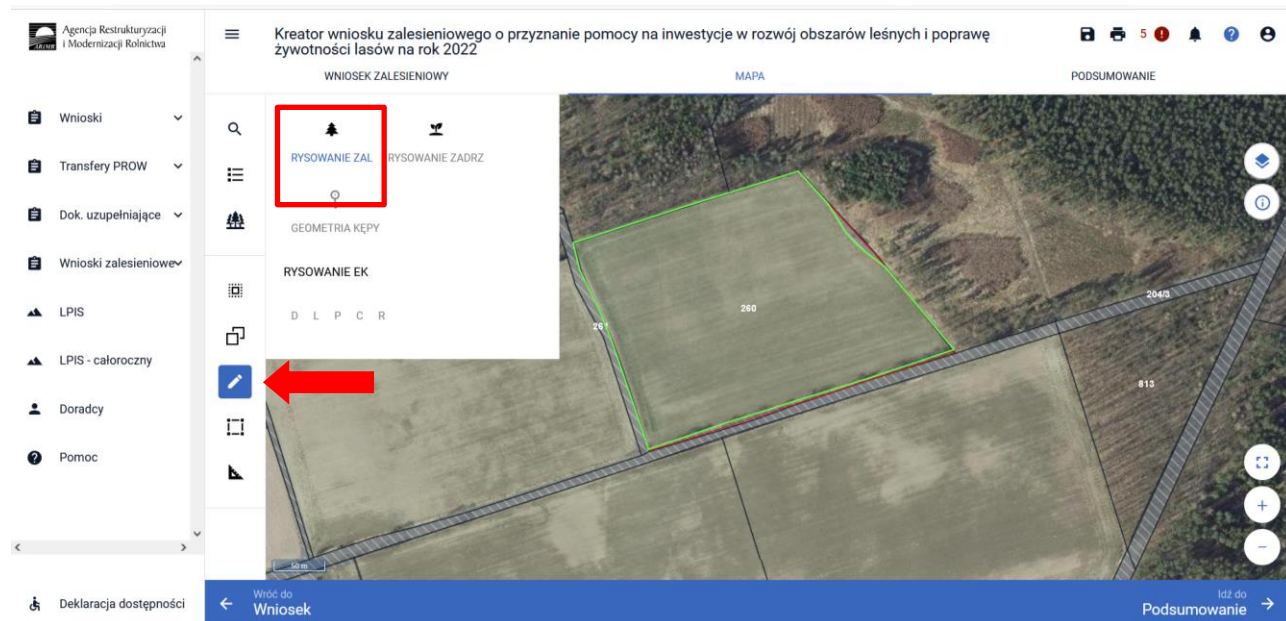 Agencja Restrukturyzacji
i Modernizacji Rolnictwa
ARiMR
Kreator wniosku zalesieniowego o przyznanie pomocy na inwestycje w rozwój obszarów leśnych i poprawę
żywotności lasów na rok 2022
5
WNIOSEK ZALESIENIOWY
MAPA
PODSUMOWANIE
Wnioski
Transfery PROW
Dok. uzupełniające
Wnioski zalesieniowe
LPIS
LPIS - całoroczny
Doradcy
Pomoc
Deklaracja dostępności
RYSOWANIE ZAL
RYSOWANIE ZADRZ
GEOMETRIA KĘPY
RYSOWANIE EK
D L P C R
204/3
260
261
813
50 m
Wróć do
Wniosek
Idź do
Podsumowanie